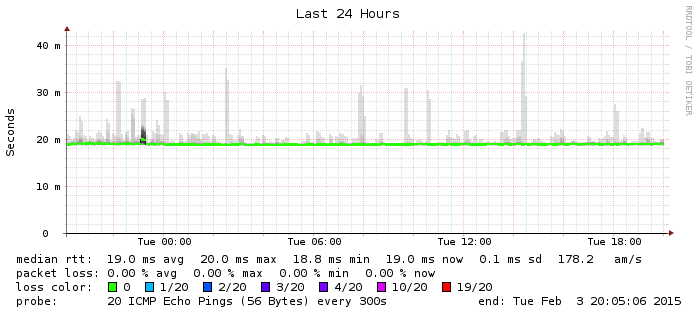 Last 24 Hours
RRDTOOL / TOBI OETIKER
Seconds
40 m
30 m
20 m
10 m
0
Tue 00:00 Tue 06:00 Tue 12:00 Tue 18:00
median rtt: 19.0 ms avg 20.0 ms max 18.8 ms min 19.0 ms now 0.1 ms sd 178.2 am/s
packet loss: 0.00 % avg 0.00 % max 0.00 % min 0.00 % now
loss color: 0 1/20 2/20 3/20 4/20 10/20 19/20
probe: 20 ICMP Echo Pings (56 Bytes) every 300s end: Tue Feb 3 20:05:06 2015